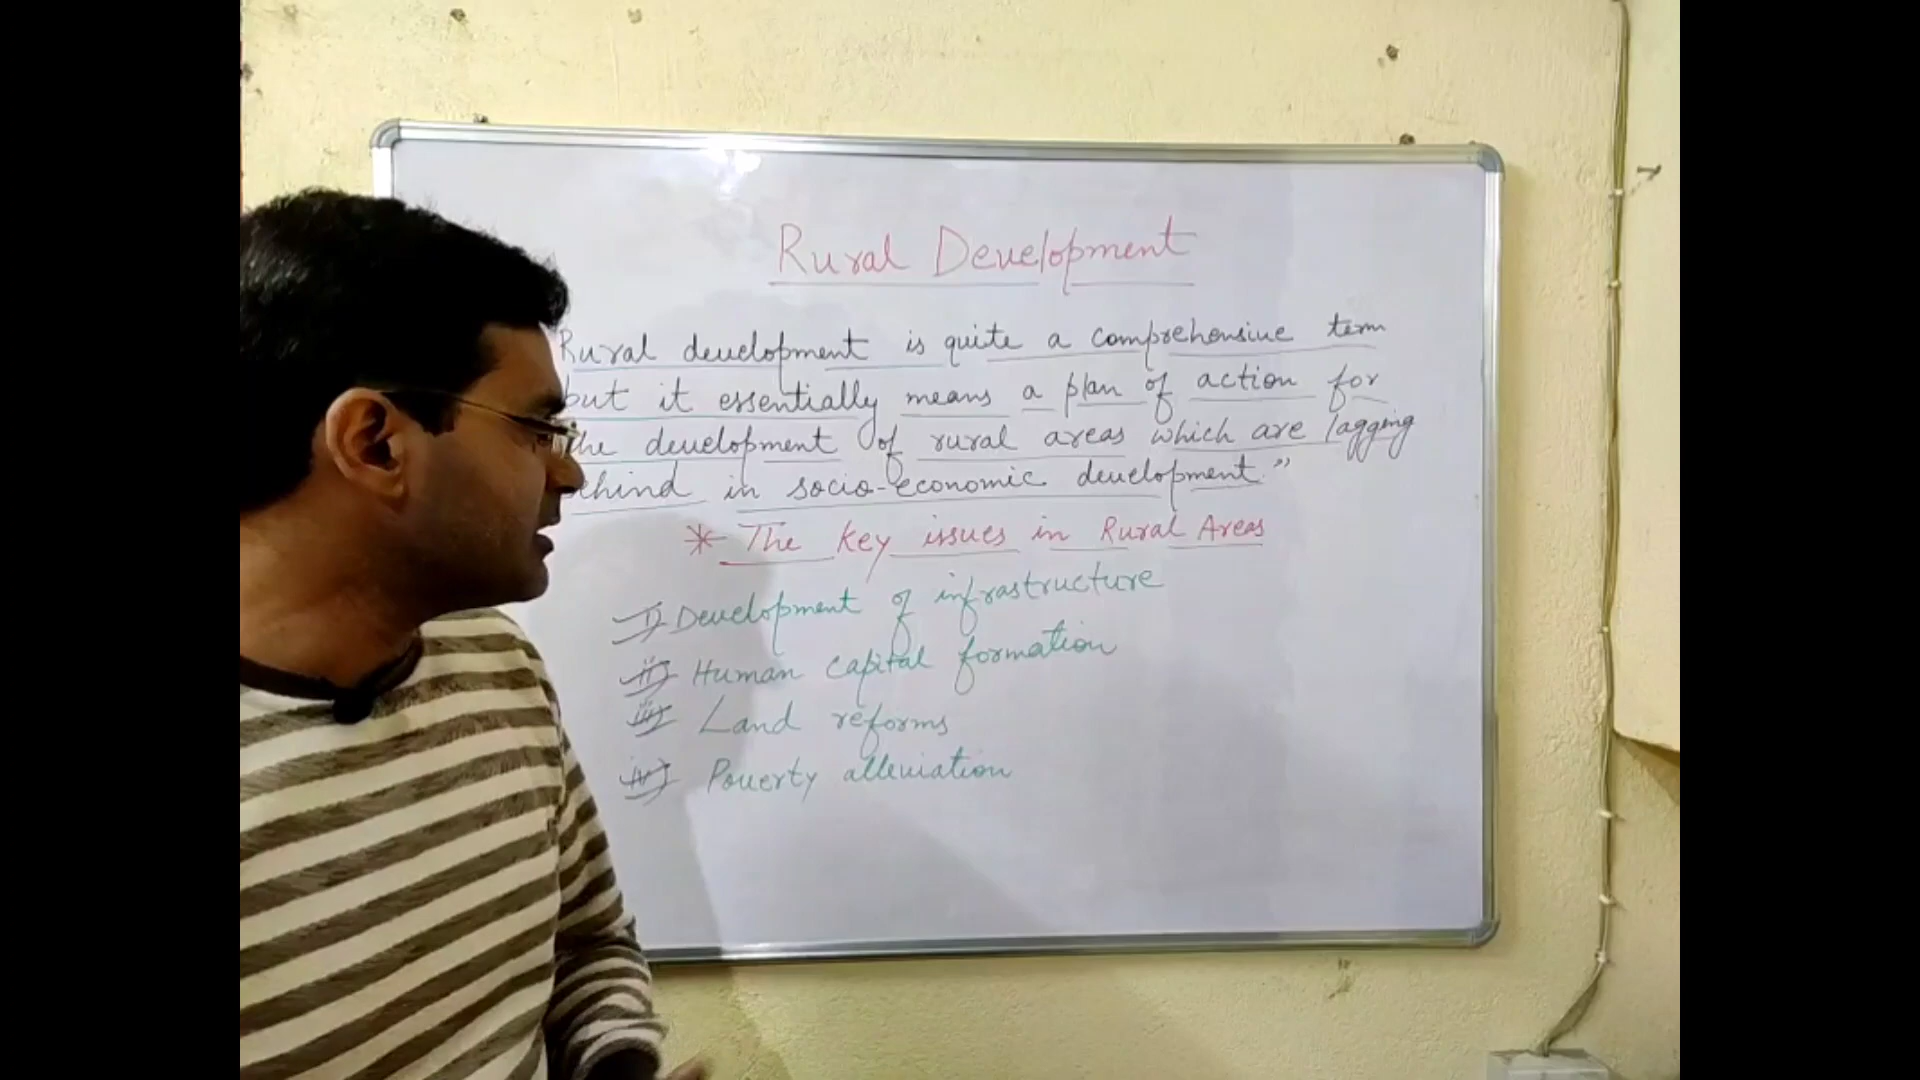 Rural Development
Rural development is quite a comprehensive term
but it essentially means a plan of action for
the development of rural areas which are lagging
behind in socio-economic development.”
* The key issues in Rural Areas
i) Development of infrastructure
ii) Human capital formation
iii) Land reforms
iv) Poverty alleviation